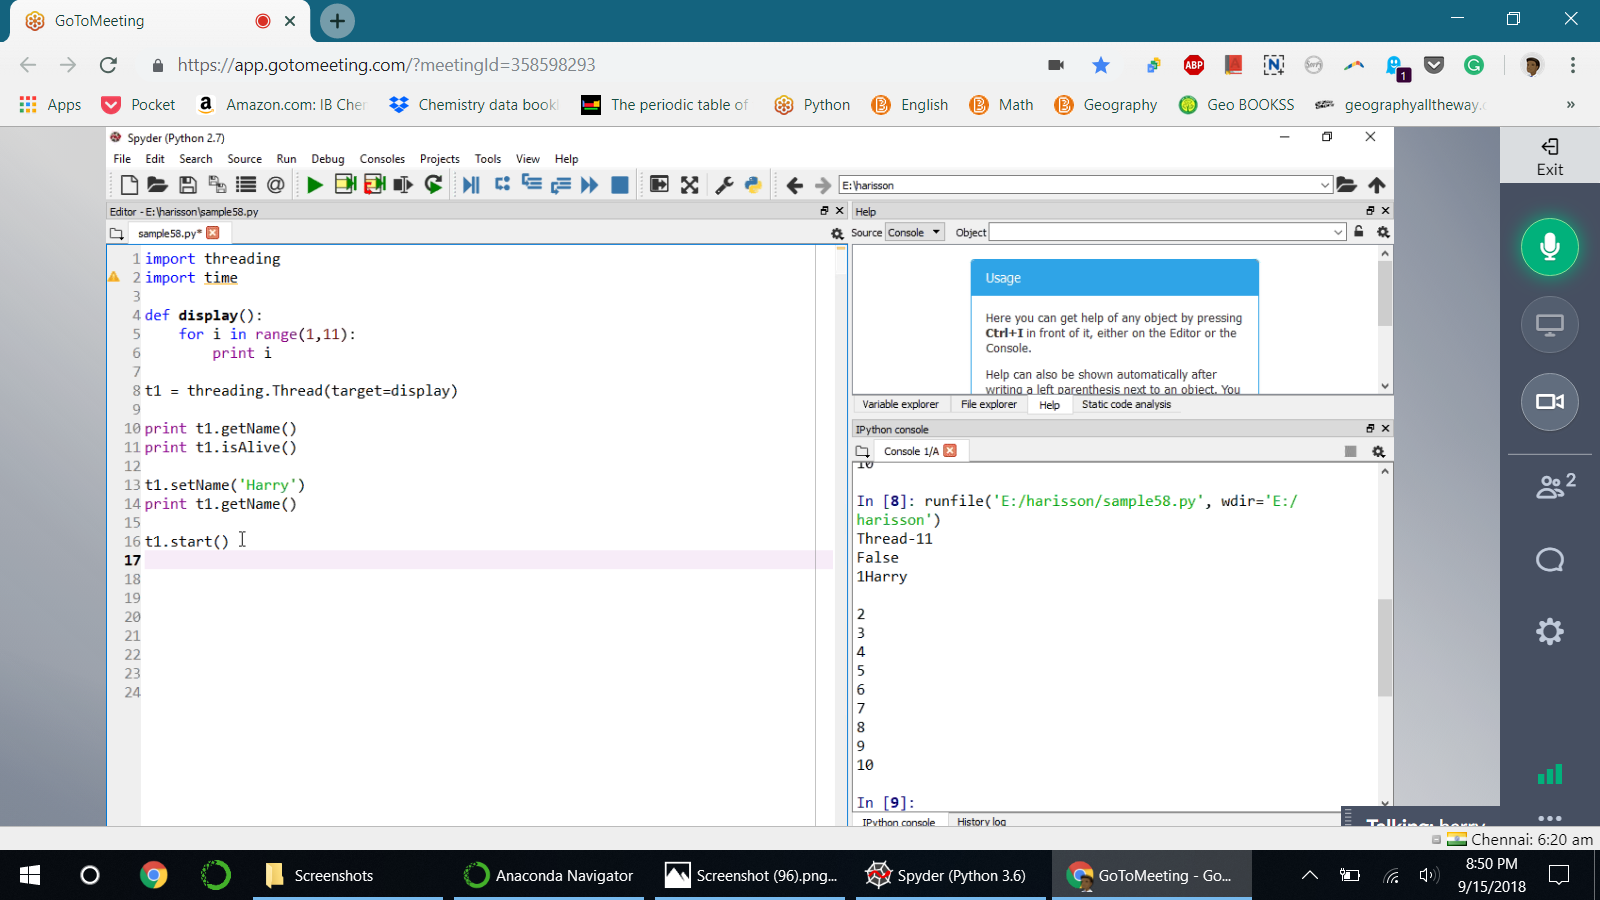 GoToMeeting
https://app.gotomeeting.com/?meetingId=358598293
ABP
N
1
Apps
Pocket
Amazon.com: IB Cher
Chemistry data book
The periodic table of
Python
English
Math
Geography
Geo BOOKSS
geographyalltheway.c
»
Spyder (Python 2.7)
File Edit Search Source Run Debug Consoles Projects Tools View Help
E:\harisson
Editor - E:\harisson\sample58.py
sample58.py*
1 import threading
2 import time
3
4 def display():
5     for i in range(1,11):
6         print i
7
8 t1 = threading.Thread(target=display)
9
10 print t1.getName()
11 print t1.isAlive()
12
13 t1.setName('Harry')
14 print t1.getName()
15
16 t1.start()
17
18
19
20
21
22
23
24
Help
Source Console Object
Usage
Here you can get help of any object by pressing
Ctrl+I in front of it, either on the Editor or the
Console.
Help can also be shown automatically after
writing a left parenthesis next to an object. You
Variable explorer File explorer Help Static code analysis
IPython console
Console 1/A
10
In [8]: runfile('E:/harisson/sample58.py', wdir='E:/
harisson')
Thread-11
False
1Harry
2
3
4
5
6
7
8
9
10
In [9]:
IPython console History log
Exit
2
Talking: harry
Chennai: 6:20 am
Screenshots
Anaconda Navigator
Screenshot (96).png...
Spyder (Python 3.6)
GoToMeeting - Go...
8:50 PM
9/15/2018